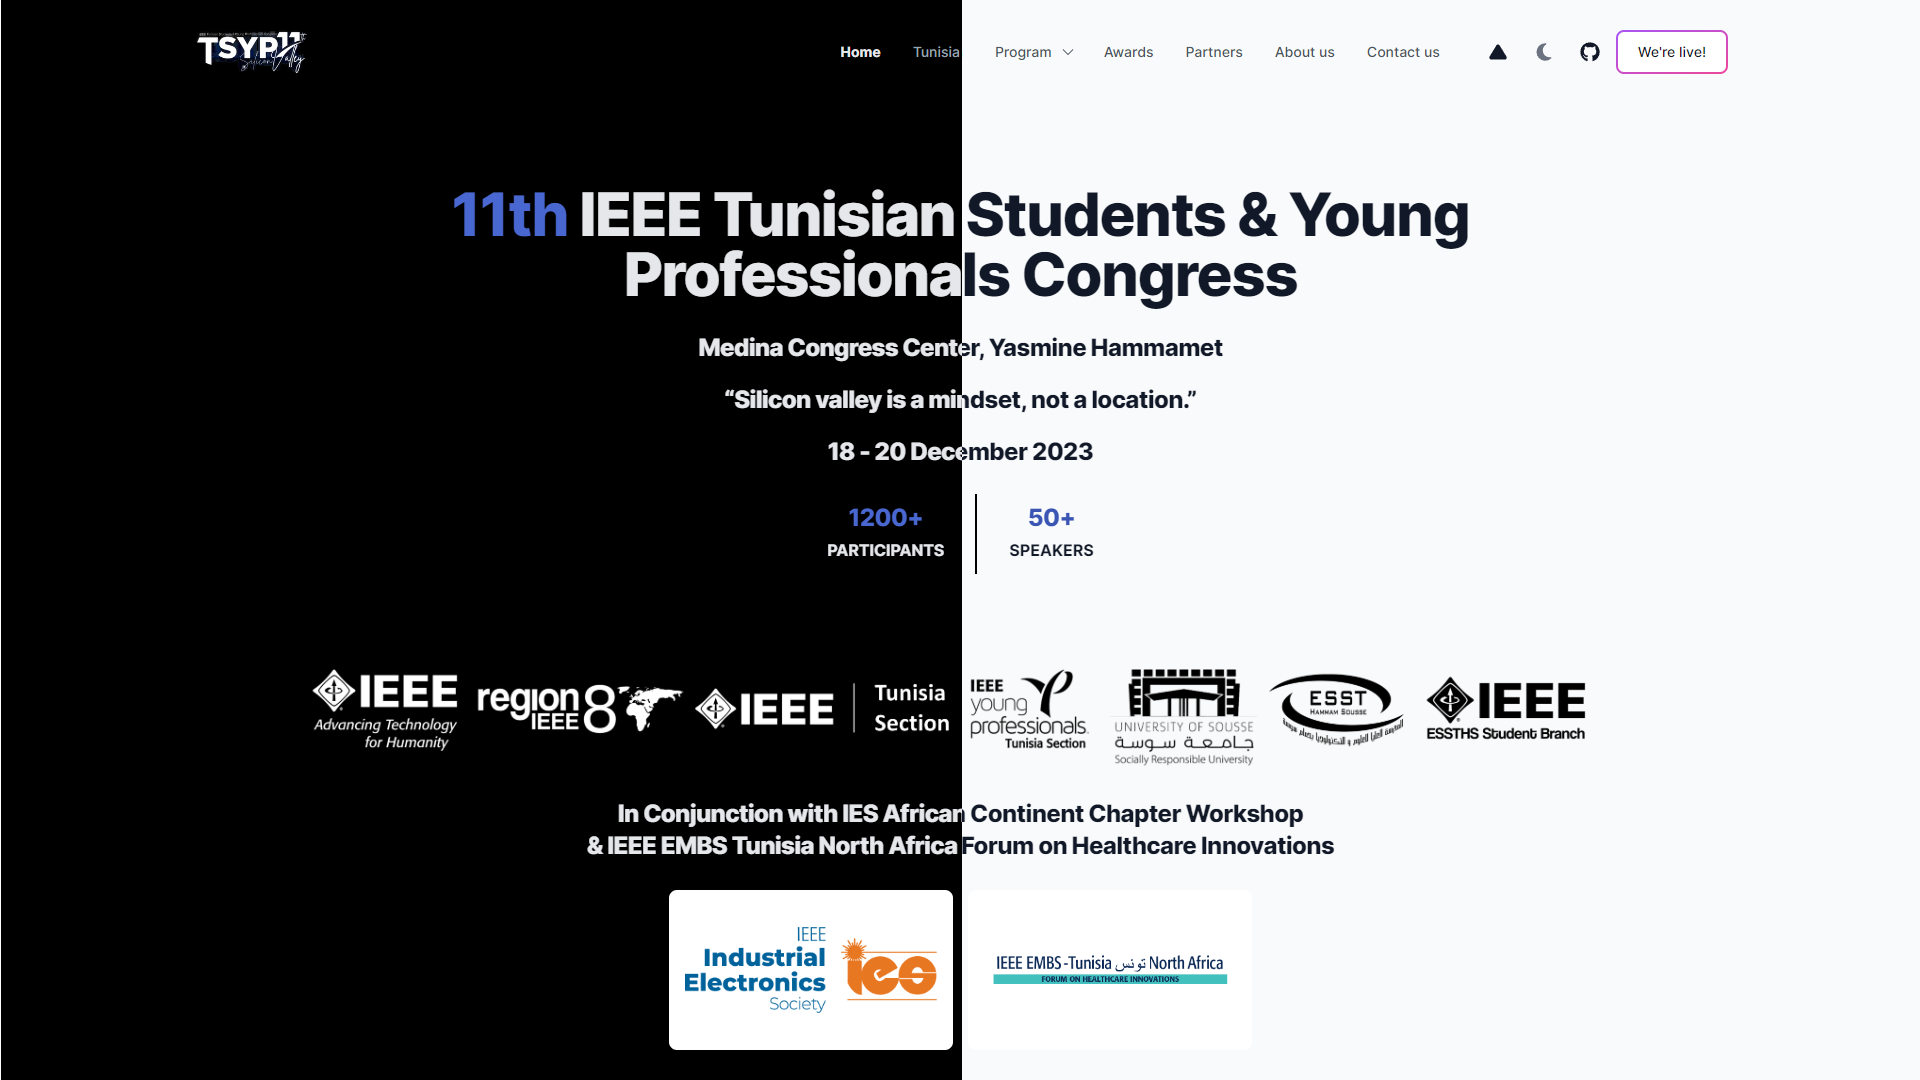 TSYP11
Silicon Valley
Home
Tunisia
Program
Awards
Partners
About us
Contact us
We're live!
11th IEEE Tunisian Students & Young
Professionals Congress
Medina Congress Center, Yasmine Hammamet
“Silicon valley is a mindset, not a location.”
18 - 20 December 2023
1200+
PARTICIPANTS
50+
SPEAKERS
IEEE
Advancing Technology
for Humanity
region 8
IEEE
IEEE
Tunisia
Section
IEEE
young
professionals
Tunisia Section
UNIVERSITY OF SOUSSE
جامعة سوسة
Socially Responsible University
ESST
HAMMAM SOUSSE
IEEE
ESSTHS Student Branch
In Conjunction with IES African Continent Chapter Workshop
& IEEE EMBS Tunisia North Africa Forum on Healthcare Innovations
IEEE
Industrial
Electronics
Society
ies
IEEE EMBS -Tunisia تونس North Africa
FORUM ON HEALTHCARE INNOVATIONS